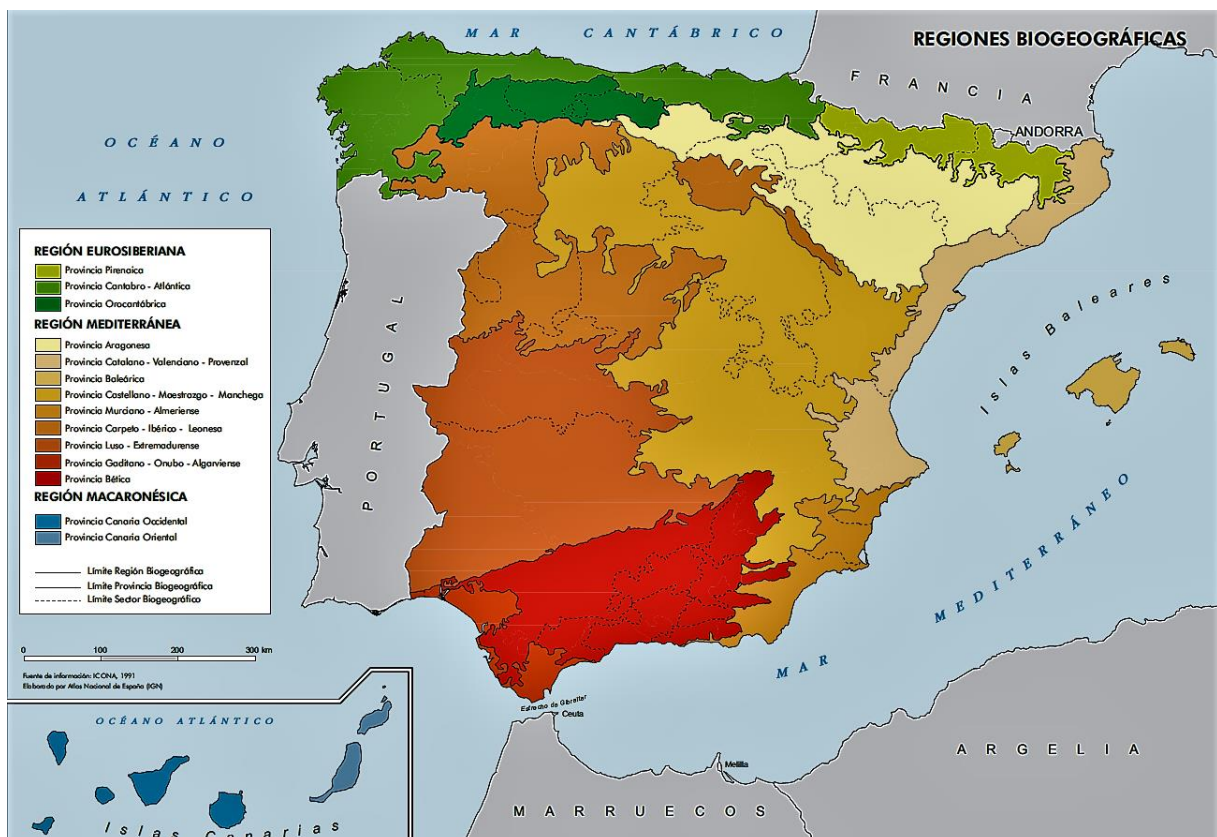 REGIONES BIOGEOGRÁFICAS
MAR CANTÁBRICO
FRANCIA
ANDORRA
OCÉANO
ATLÁNTICO
PORTUGAL
Islas Baleares
MAR MEDITERRÁNEO
REGIÓN EUROSIBERIANA
Provincia Pirenaica
Provincia Cantabro - Atlántica
Provincia Orocantábrica
REGIÓN MEDITERRÁNEA
Provincia Aragonesa
Provincia Catalano - Valenciano - Provenzal
Provincia Baleárica
Provincia Castellano - Maestrazgo - Manchega
Provincia Murciano - Almeriense
Provincia Carpeto - Ibérico - Leonesa
Provincia Luso - Extremadurense
Provincia Gaditano - Onubo - Algarviense
Provincia Bética
REGIÓN MACARONÉSICA
Provincia Canaria Occidental
Provincia Canaria Oriental
Límite Región Biogeográfica
Límite Provincia Biogeográfica
Límite Sector Biogeográfico
0 100 200 300 km
Fuente de información: ICONA, 1991
Elaborado por Atlas Nacional de España (IGN)
Estrecho de Gibraltar
Ceuta
Melilla
MARRUECOS
ARGELIA
OCÉANO ATLÁNTICO
Islas Canarias